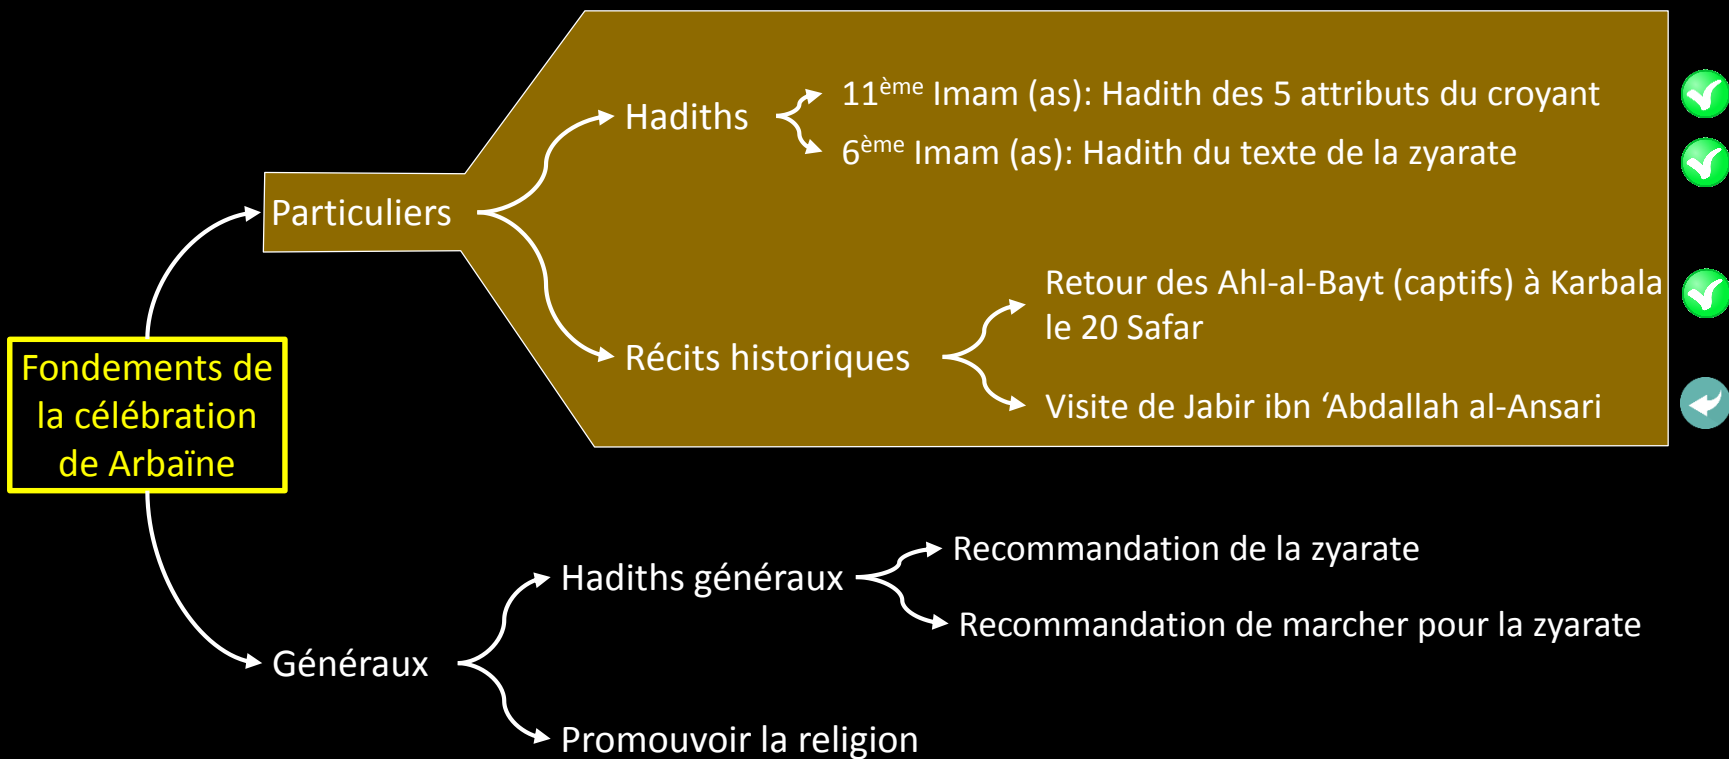 Fondements de
la célébration
de Arbaïne
Particuliers
Hadiths
11ème Imam (as): Hadith des 5 attributs du croyant
6ème Imam (as): Hadith du texte de la zyarate
Récits historiques
Retour des Ahl-al-Bayt (captifs) à Karbala
le 20 Safar
Visite de Jabir ibn ‘Abdallah al-Ansari
Généraux
Hadiths généraux
Recommandation de la zyarate
Recommandation de marcher pour la zyarate
Promouvoir la religion